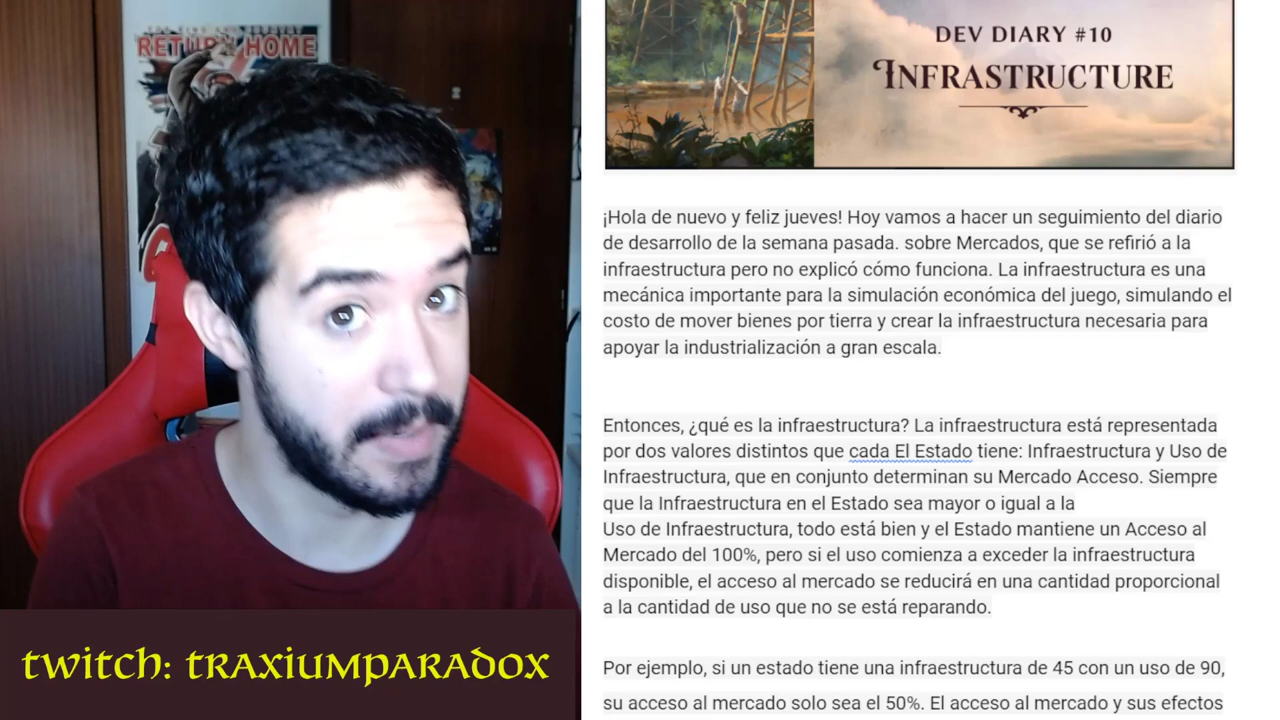 RETURN HOME
DEV DIARY #10
INFRASTRUCTURE
¡Hola de nuevo y feliz jueves! Hoy vamos a hacer un seguimiento del diario
de desarrollo de la semana pasada. sobre Mercados, que se refirió a la
infraestructura pero no explicó cómo funciona. La infraestructura es una
mecánica importante para la simulación económica del juego, simulando el
costo de mover bienes por tierra y crear la infraestructura necesaria para
apoyar la industrialización a gran escala.
Entonces, ¿qué es la infraestructura? La infraestructura está representada
por dos valores distintos que cada El Estado tiene: Infraestructura y Uso de
Infraestructura, que en conjunto determinan su Mercado Acceso. Siempre
que la Infraestructura en el Estado sea mayor o igual a la
Uso de Infraestructura, todo está bien y el Estado mantiene un Acceso al
Mercado del 100%, pero si el uso comienza a exceder la infraestructura
disponible, el acceso al mercado se reducirá en una cantidad proporcional
a la cantidad de uso que no se está reparando.
Por ejemplo, si un estado tiene una infraestructura de 45 con un uso de 90,
su acceso al mercado solo sea el 50%. El acceso al mercado y sus efectos
twitch: traxiumparadox